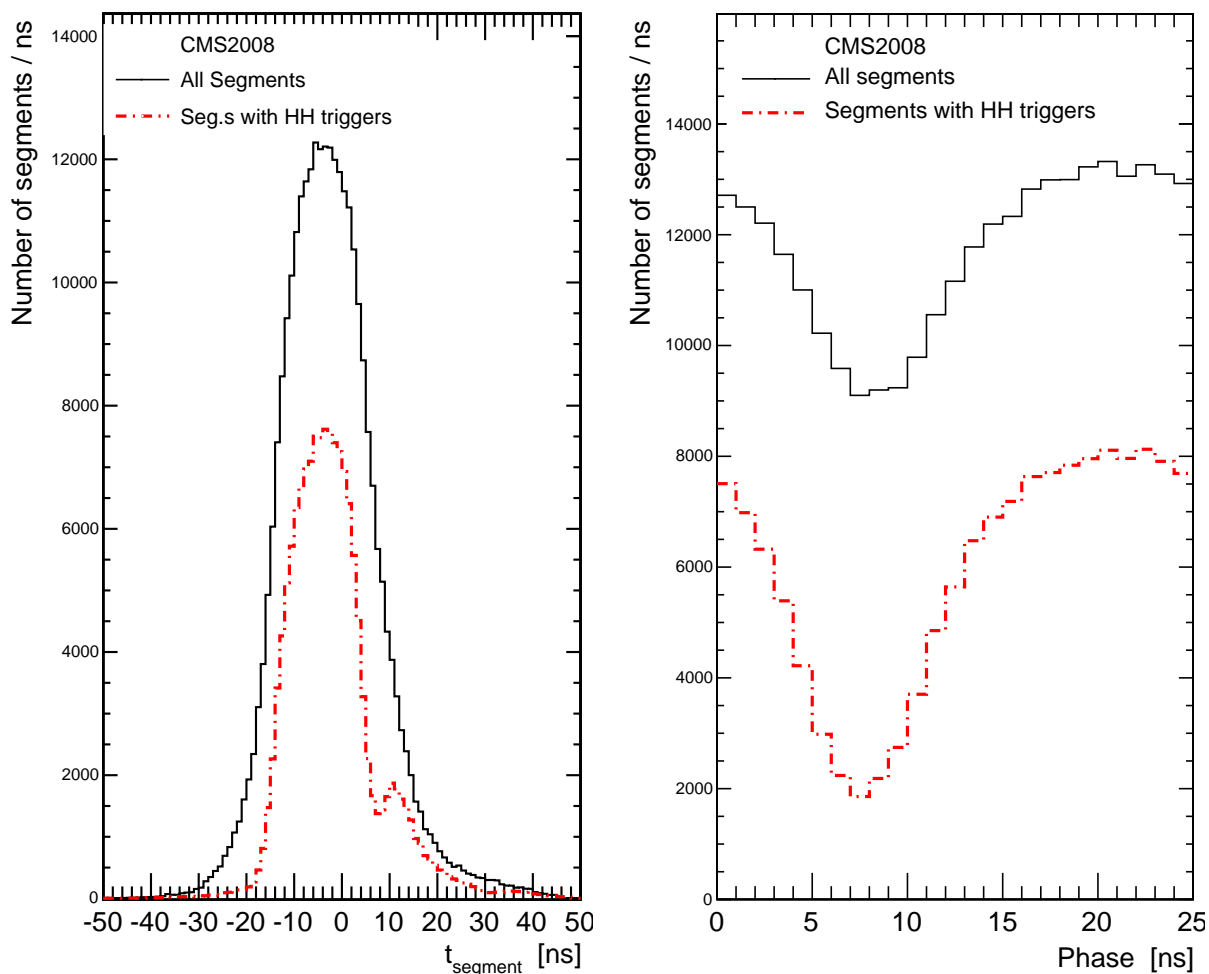 Number of segments / ns
14000
12000
10000
8000
6000
4000
2000
0
CMS2008
All Segments
Seg.s with HH triggers
-50 -40 -30 -20 -10 0 10 20 30 40 50
t_segment [ns]
Number of segments / ns
14000
12000
10000
8000
6000
4000
2000
0
CMS2008
All segments
Segments with HH triggers
0 5 10 15 20 25
Phase [ns]